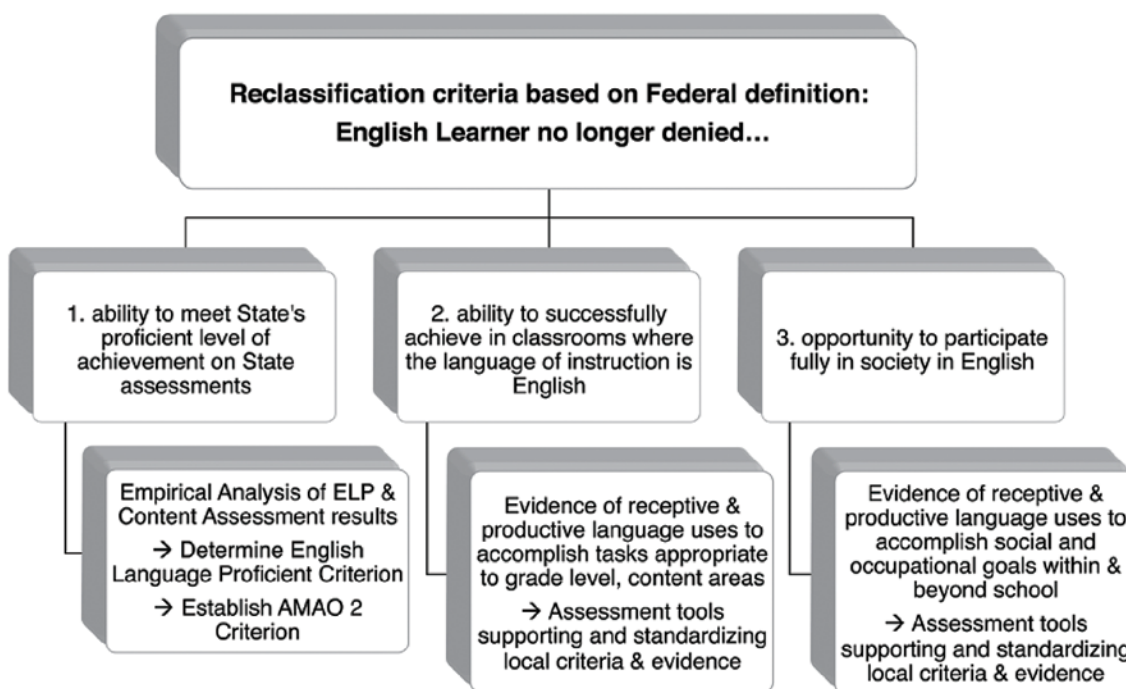 Reclassification criteria based on Federal definition:
English Learner no longer denied…
1. ability to meet State's
proficient level of
achievement on State
assessments
2. ability to successfully
achieve in classrooms where
the language of instruction is
English
3. opportunity to participate
fully in society in English
Empirical Analysis of ELP &
Content Assessment results
→ Determine English
Language Proficient Criterion
→ Establish AMAO 2
Criterion
Evidence of receptive &
productive language uses to
accomplish tasks appropriate
to grade level, content areas
→ Assessment tools
supporting and standardizing
local criteria & evidence
Evidence of receptive &
productive language uses to
accomplish social and
occupational goals within &
beyond school
→ Assessment tools
supporting and standardizing
local criteria & evidence